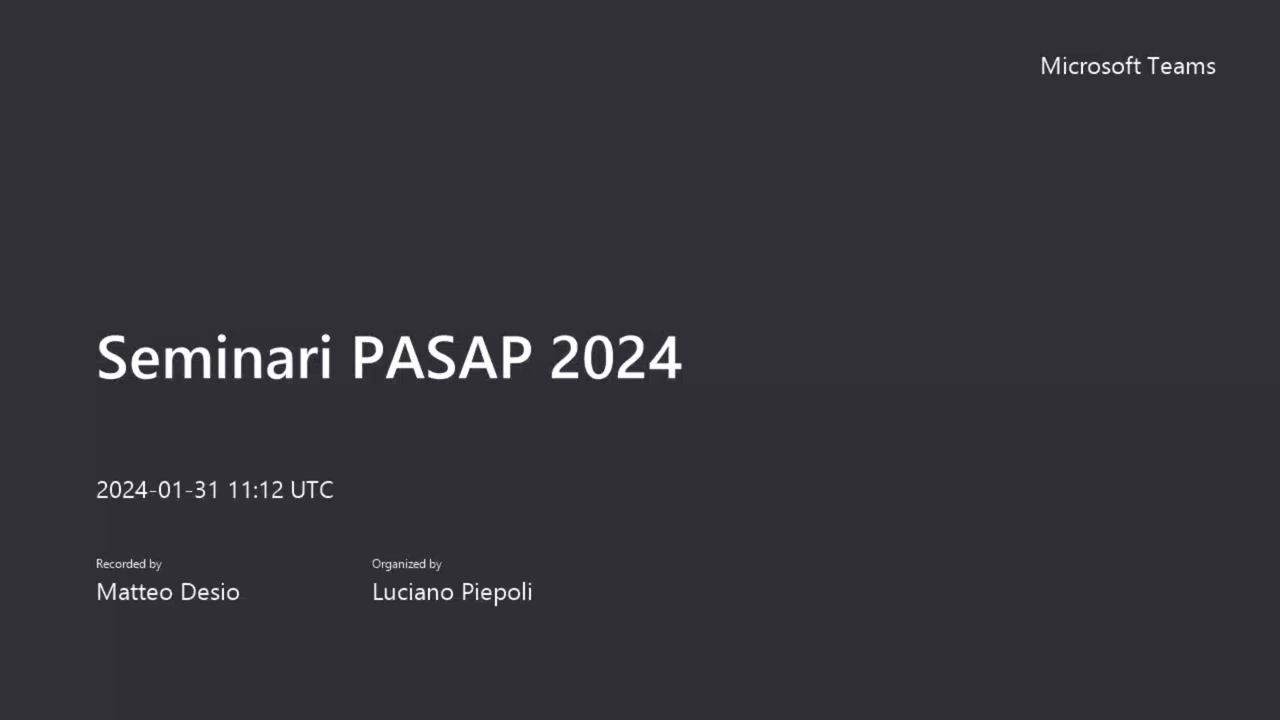 Microsoft Teams
Seminari PASAP 2024
2024-01-31 11:12 UTC
Recorded by
Matteo Desio
Organized by
Luciano Piepoli